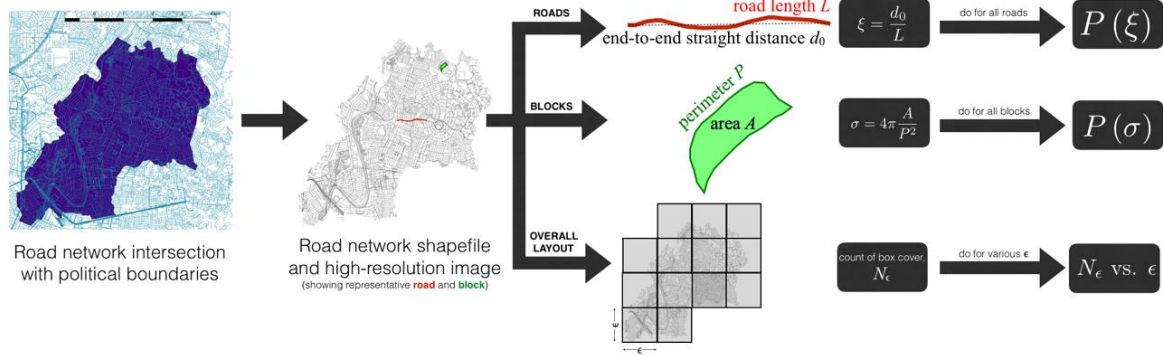 Road network intersection
with political boundaries
Road network shapefile
and high-resolution image
(showing representative road and block)
ROADS
road length L
end-to-end straight distance d₀
ξ = d₀/L
do for all roads
P(ξ)
BLOCKS
perimeter P
area A
σ = 4π A/P²
do for all blocks
P(σ)
OVERALL
LAYOUT
ϵ
ϵ
count of box cover,
N_ϵ
do for various ϵ
N_ϵ vs. ϵ